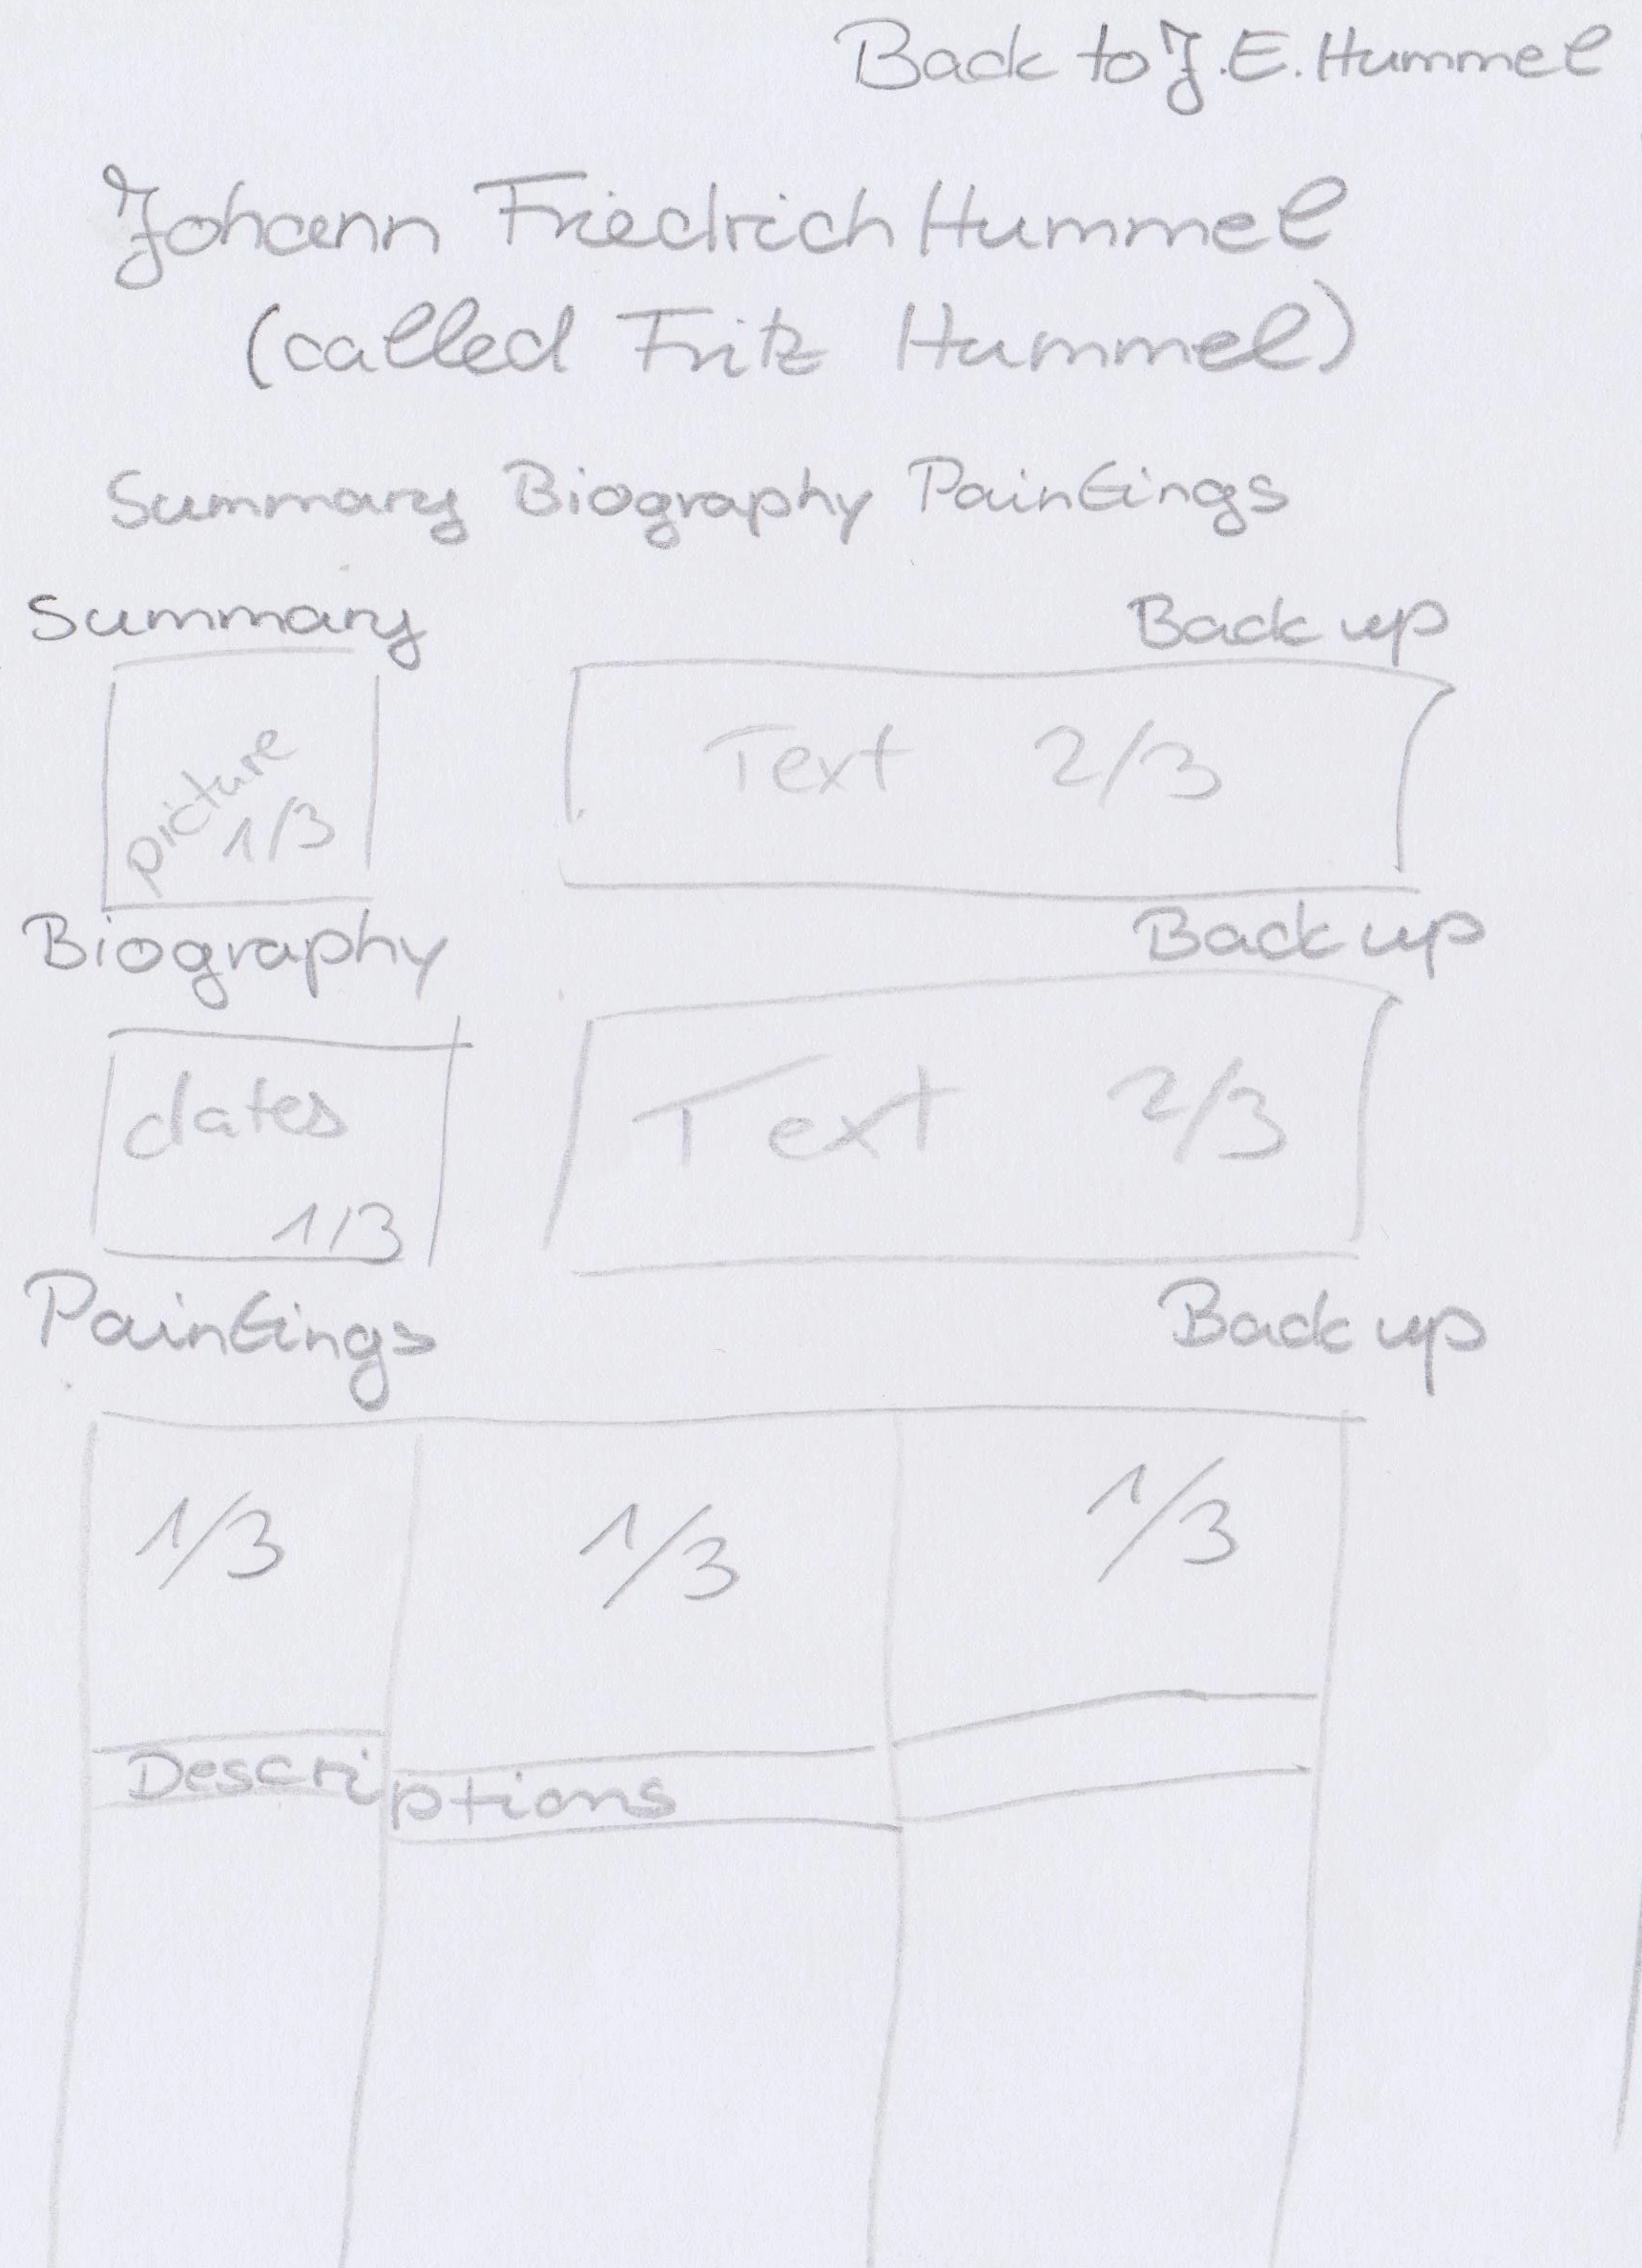 Back to J.E. Hummel
Johann Friedrich Hummel
(called Fritz Hummel)
Summary Biography Paintings
Summary Back up
picture
1/3
Text 2/3
Biography Back up
dates
1/3
Text 2/3
Paintings Back up
1/3 1/3 1/3
Descriptions